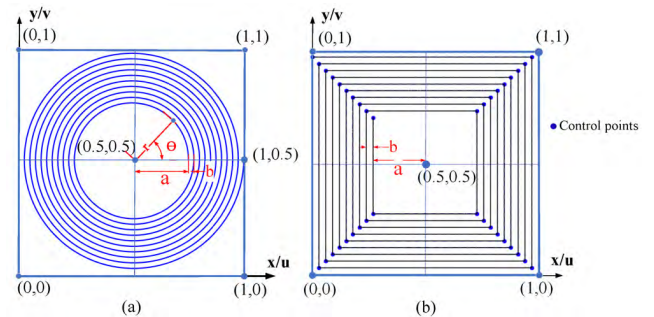 y/v
(0,1)
(1,1)
(0.5,0.5)
r
ɵ
(1,0.5)
a
b
x/u
(0,0)
(1,0)
(a)
y/v
(0,1)
(1,1)
Control points
b
a
(0.5,0.5)
x/u
(0,0)
(1,0)
(b)